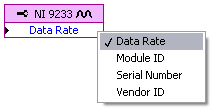 NI 9233
Data Rate
Data Rate
Module ID
Serial Number
Vendor ID